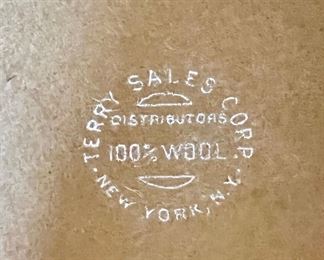 TERRY SALES CORP.
DISTRIBUTORS
100% WOOL
NEW YORK, N.Y.